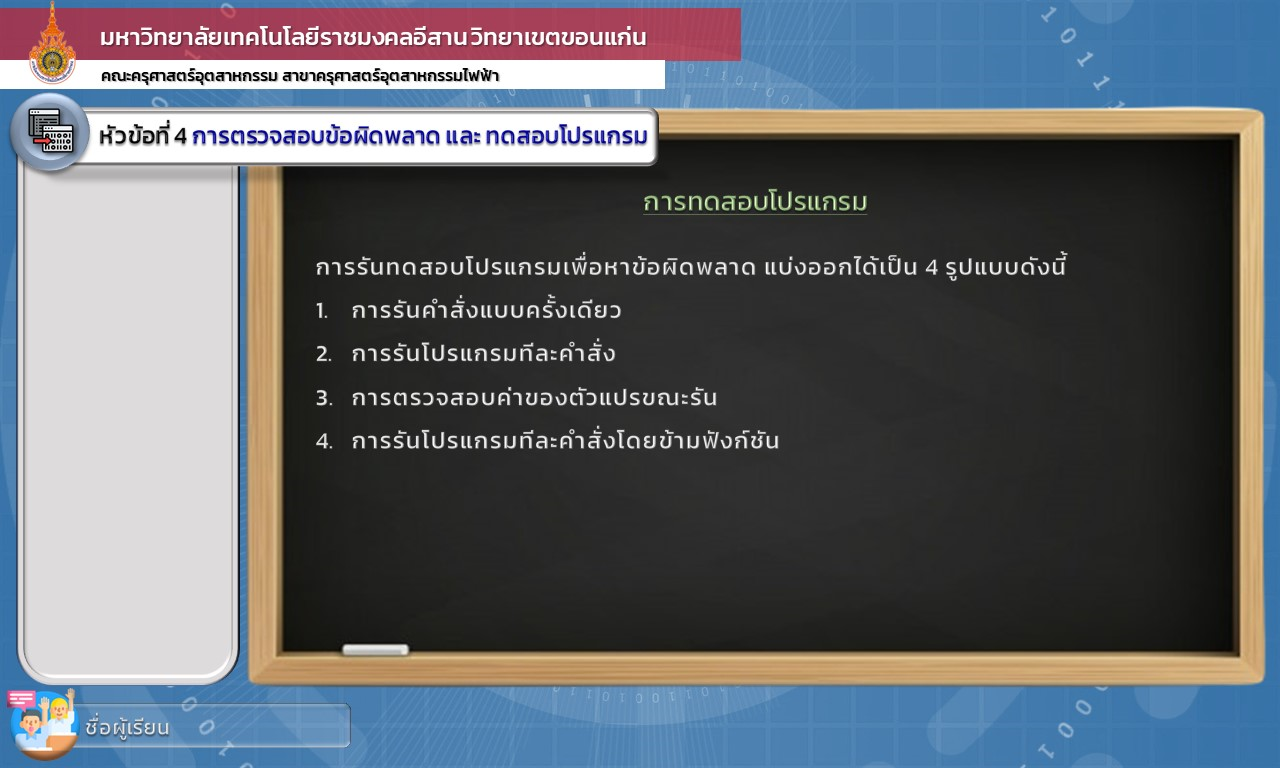 มหาวิทยาลัยเทคโนโลยีราชมงคลอีสาน วิทยาเขตขอนแก่น
คณะครุศาสตร์อุตสาหกรรม สาขาครุศาสตร์อุตสาหกรรมไฟฟ้า
หัวข้อที่ 4 การตรวจสอบข้อผิดพลาด และ ทดสอบโปรแกรม
การทดสอบโปรแกรม
การรันทดสอบโปรแกรมเพื่อหาข้อผิดพลาด แบ่งออกได้เป็น 4 รูปแบบดังนี้
1. การรันคำสั่งแบบครั้งเดียว
2. การรันโปรแกรมทีละคำสั่ง
3. การตรวจสอบค่าของตัวแปรขณะรัน
4. การรันโปรแกรมทีละคำสั่งโดยข้ามฟังก์ชัน
ชื่อผู้เรียน